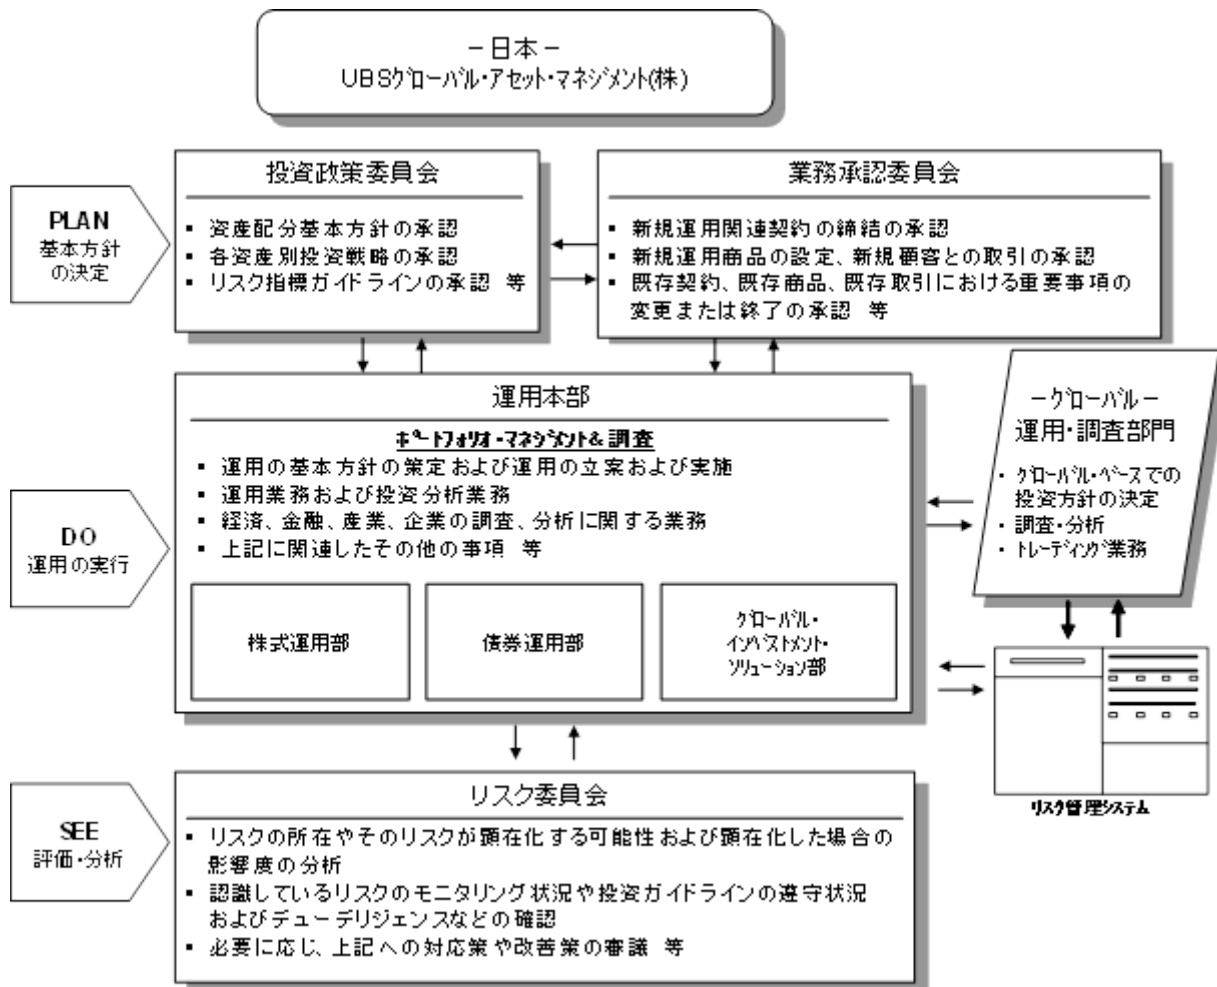 －日本－
UBSグローバル・アセット・マネジメント(株)
投資政策委員会
資産配分基本方針の承認
各資産別投資戦略の承認
リスク指標ガイドラインの承認 等
業務承認委員会
新規運用関連契約の締結の承認
新規運用商品の設定、新規顧客との取引の承認
既存契約、既存商品、既存取引における重要事項の
変更または終了の承認 等
PLAN
基本方針
の決定
運用本部
ポートフォリオ・マネジメント&調査
運用の基本方針の策定および運用の立案および実施
運用業務および投資分析業務
経済、金融、産業、企業の調査、分析に関する業務
上記に関連したその他の事項 等
株式運用部
債券運用部
グローバル・
インベストメント・
ソリューション部
DO
運用の実行
－グローバル－
運用・調査部門
グローバル・ベースでの
投資方針の決定
調査・分析
トレーディング業務
リスク管理システム
SEE
評価・分析
リスク委員会
リスクの所在やそのリスクが顕在化する可能性および顕在化した場合の
影響度の分析
認識しているリスクのモニタリング状況や投資ガイドラインの遵守状況
およびデューデリジェンスなどの確認
必要に応じ、上記への対応策や改善策の審議 等